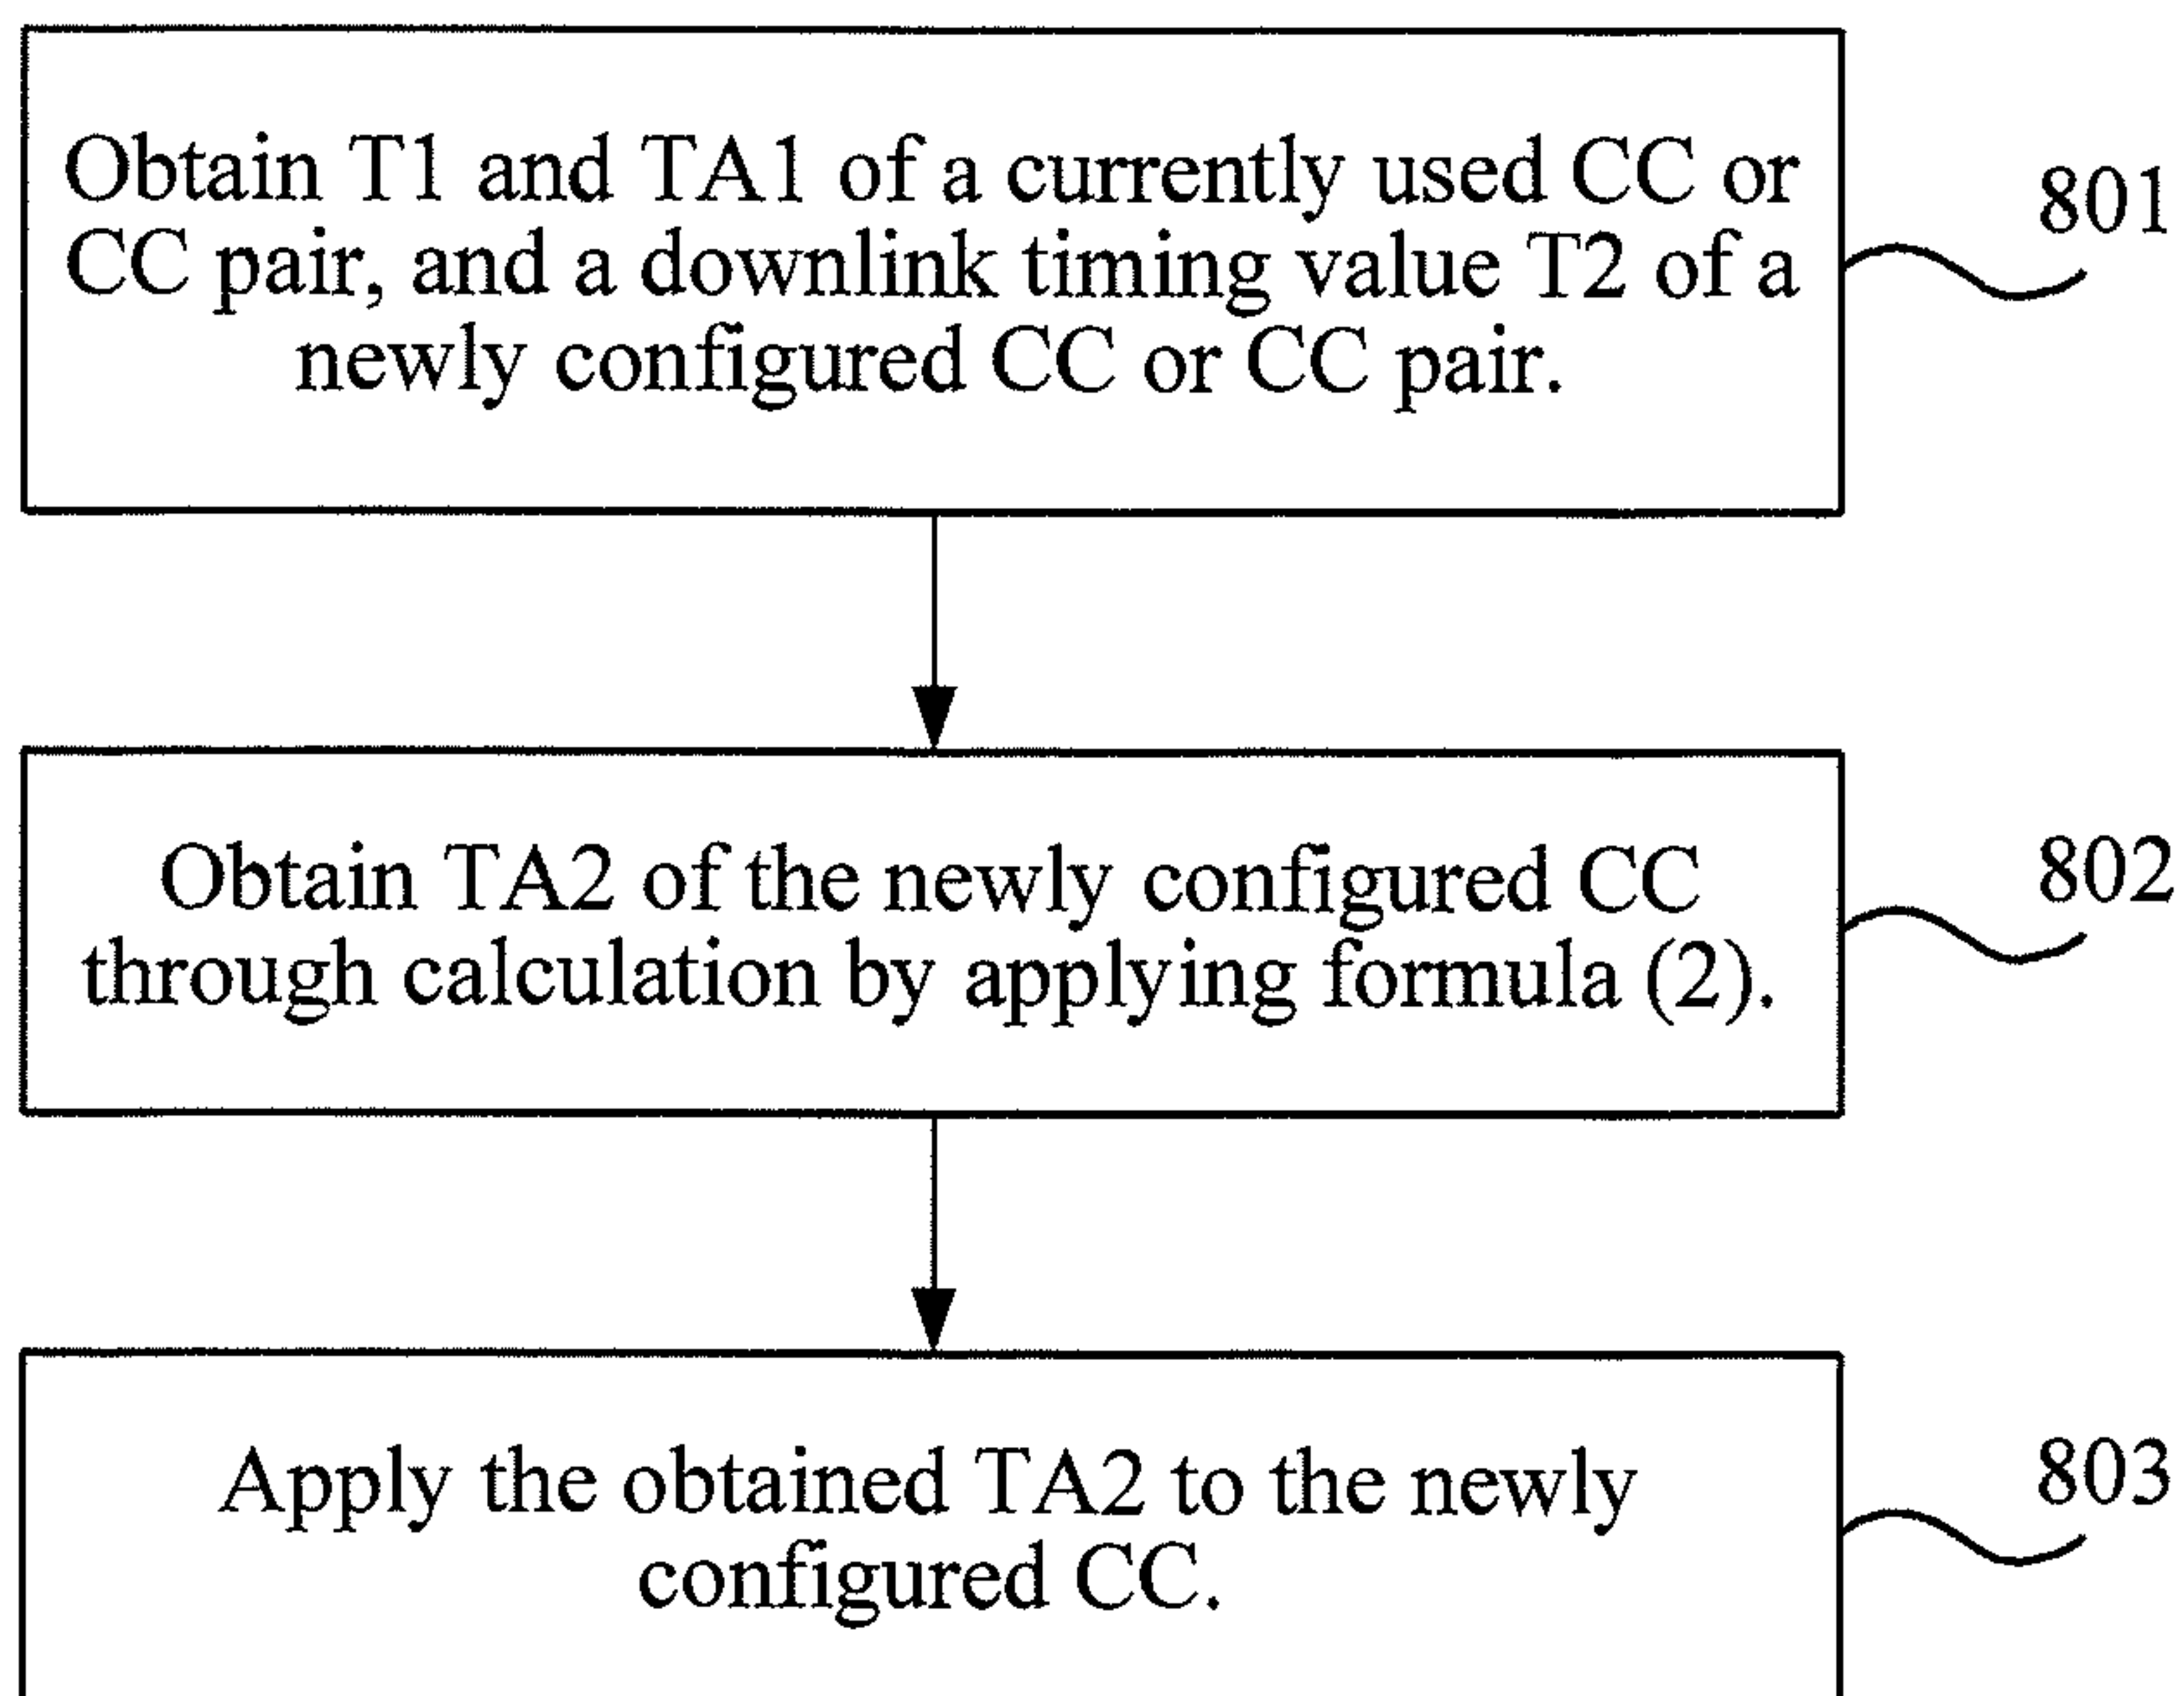 Obtain T1 and TA1 of a currently used CC or
CC pair, and a downlink timing value T2 of a
newly configured CC or CC pair.
801
Obtain TA2 of the newly configured CC
through calculation by applying formula (2).
802
Apply the obtained TA2 to the newly
configured CC.
803